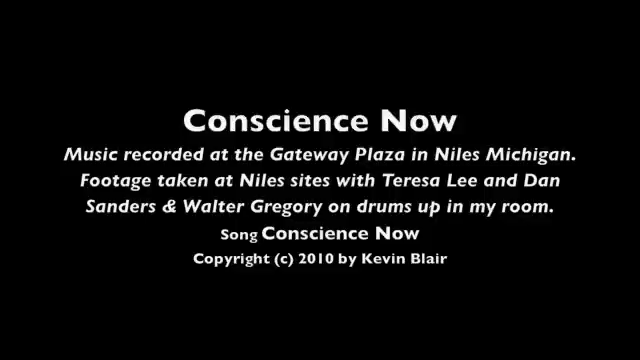 Conscience Now
Music recorded at the Gateway Plaza in Niles Michigan.
Footage taken at Niles sites with Teresa Lee and Dan
Sanders & Walter Gregory on drums up in my room.
Song Conscience Now
Copyright (c) 2010 by Kevin Blair